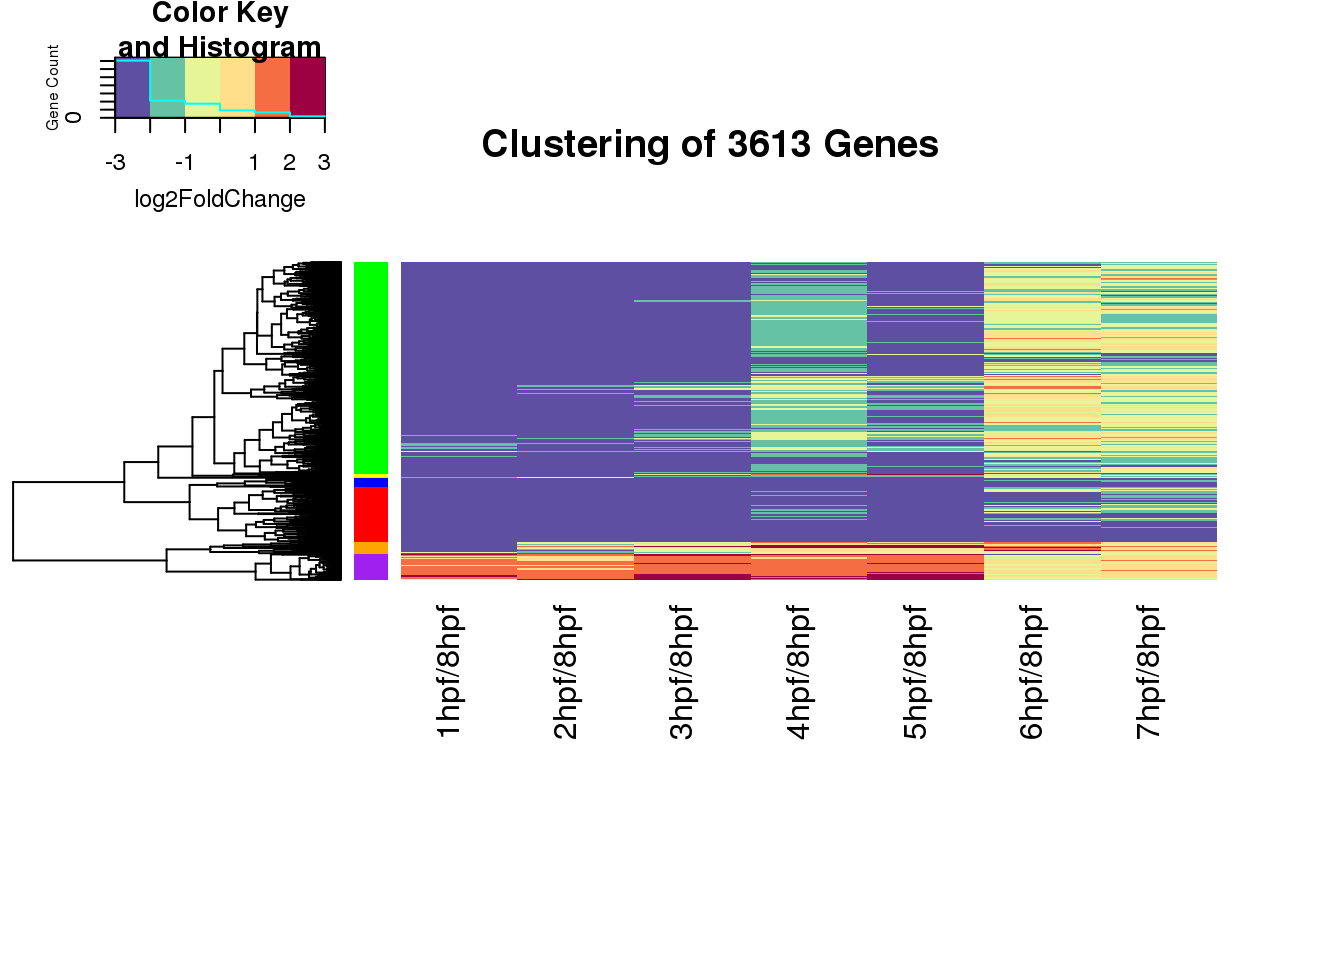 Color Key
and Histogram
Gene Count
0
-3 -1 1 2 3
log2FoldChange
Clustering of 3613 Genes
1hpf/8hpf
2hpf/8hpf
3hpf/8hpf
4hpf/8hpf
5hpf/8hpf
6hpf/8hpf
7hpf/8hpf